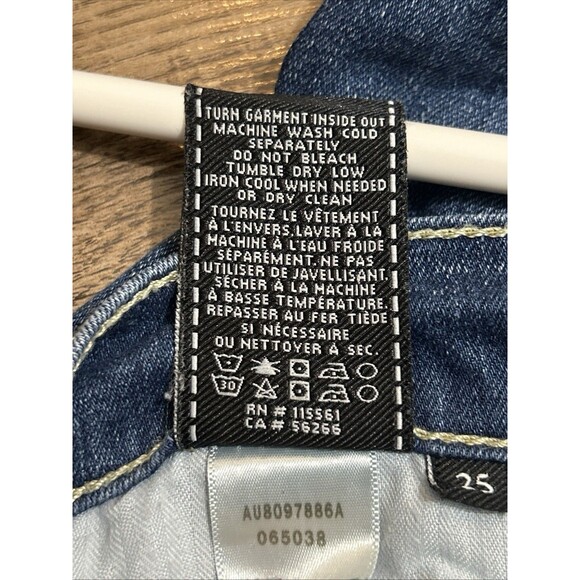 TURN GARMENT INSIDE OUT
MACHINE WASH COLD
SEPARATELY
DO NOT BLEACH
TUMBLE DRY LOW
IRON COOL WHEN NEEDED
OR DRY CLEAN
TOURNEZ LE VÊTEMENT
À L'ENVERS. LAVER À LA
MACHINE À L'EAU FROIDE
SÉPARÉMENT. NE PAS
UTILISER DE JAVELLISANT.
SÉCHER À LA MACHINE
À BASSE TEMPÉRATURE.
REPASSER AU FER TIÈDE
SI NÉCESSAIRE
OU NETTOYER À SEC.
30
RN # 115561
CA # 56266
25
AU8097886A
065038